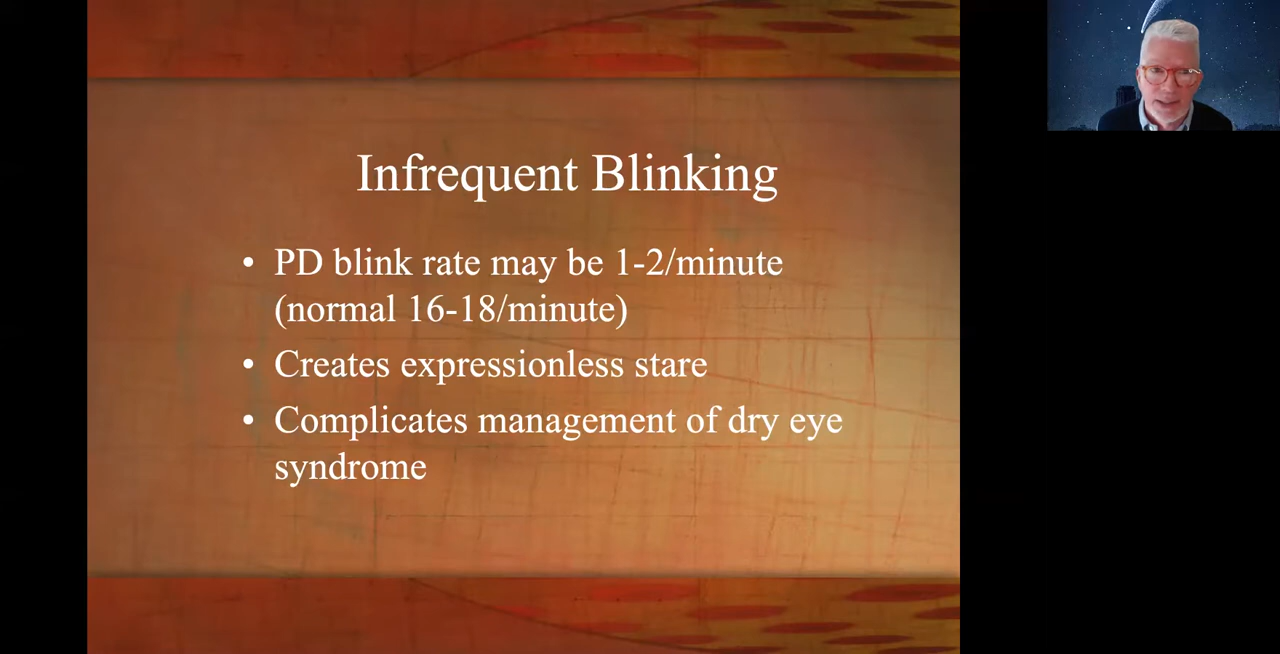 Infrequent Blinking
• PD blink rate may be 1-2/minute
(normal 16-18/minute)
• Creates expressionless stare
• Complicates management of dry eye
syndrome